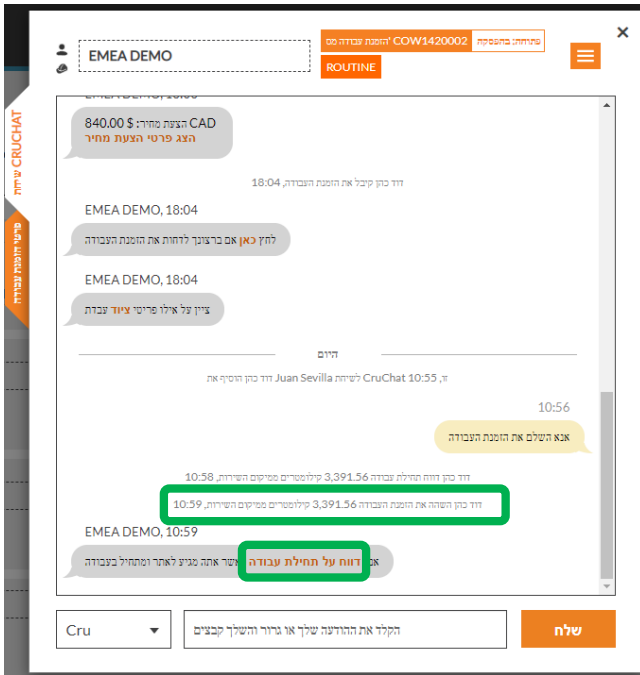 EMEA DEMO
הזמנת עבודה מס' COW1420002
פתוחה: בהפסקה
ROUTINE
×
שיחת CRUCHAT
פרטי הזמנת עבודה
הצעת מחיר: $ 840.00 CAD
הצג פרטי הצעת מחיר
דוד כהן קיבל את הזמנת העבודה, 18:04
EMEA DEMO, 18:04
לחץ כאן אם ברצונך לדחות את הזמנת העבודה
EMEA DEMO, 18:04
ציין על אילו פריטי ציוד עבדת
היום
דוד כהן הוסיף את Juan Sevilla לשיחת CruChat זו, 10:55
10:56
אנא השלם את הזמנת העבודה
דוד כהן דווח תחילת עבודה 3,391.56 קילומטרים ממיקום השירות, 10:58
דוד כהן השהה את הזמנת העבודה 3,391.56 קילומטרים ממיקום השירות, 10:59
EMEA DEMO, 10:59
דווח על תחילת עבודה
אתה מגיע לאתר ומתחיל בעבודה
Cru
הקלד את ההודעה שלך או גרור והשלך קבצים
שלח